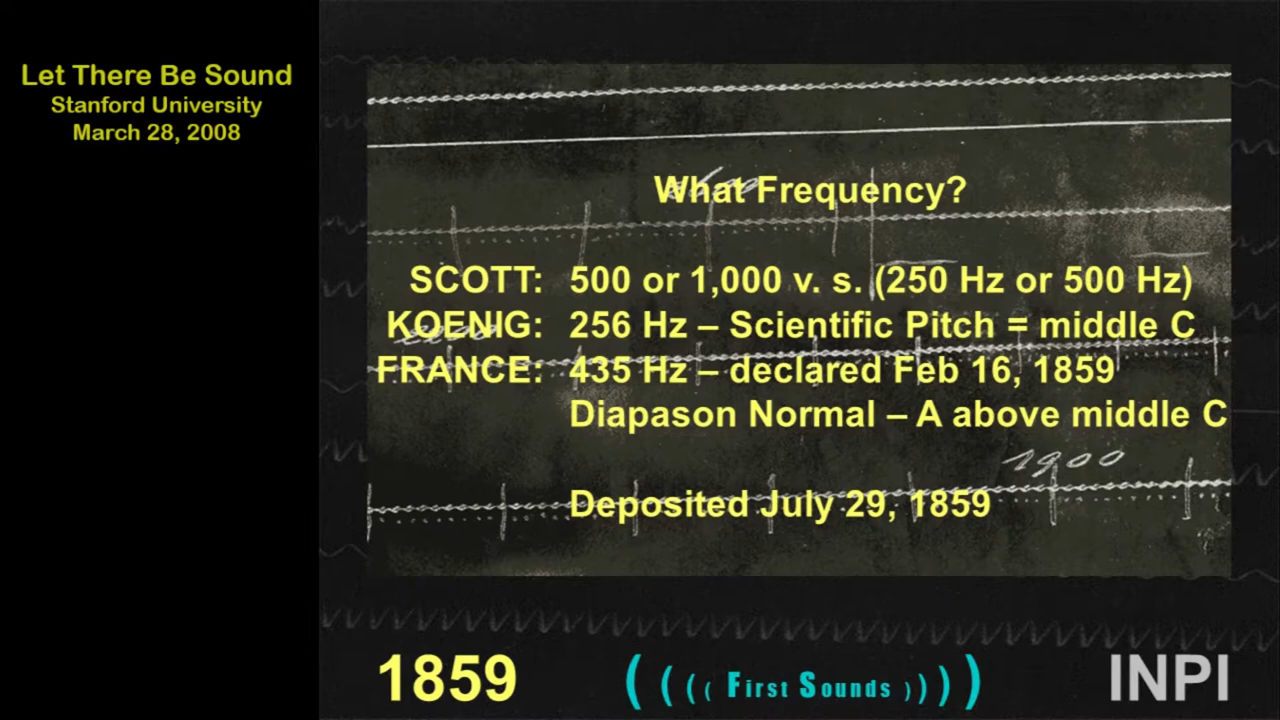 Let There Be Sound
Stanford University
March 28, 2008
What Frequency?
SCOTT: 500 or 1,000 v. s. (250 Hz or 500 Hz)
KOENIG: 256 Hz – Scientific Pitch = middle C
FRANCE: 435 Hz – declared Feb 16, 1859
Diapason Normal – A above middle C
1900
Deposited July 29, 1859
1859
((((First Sounds))))
INPI